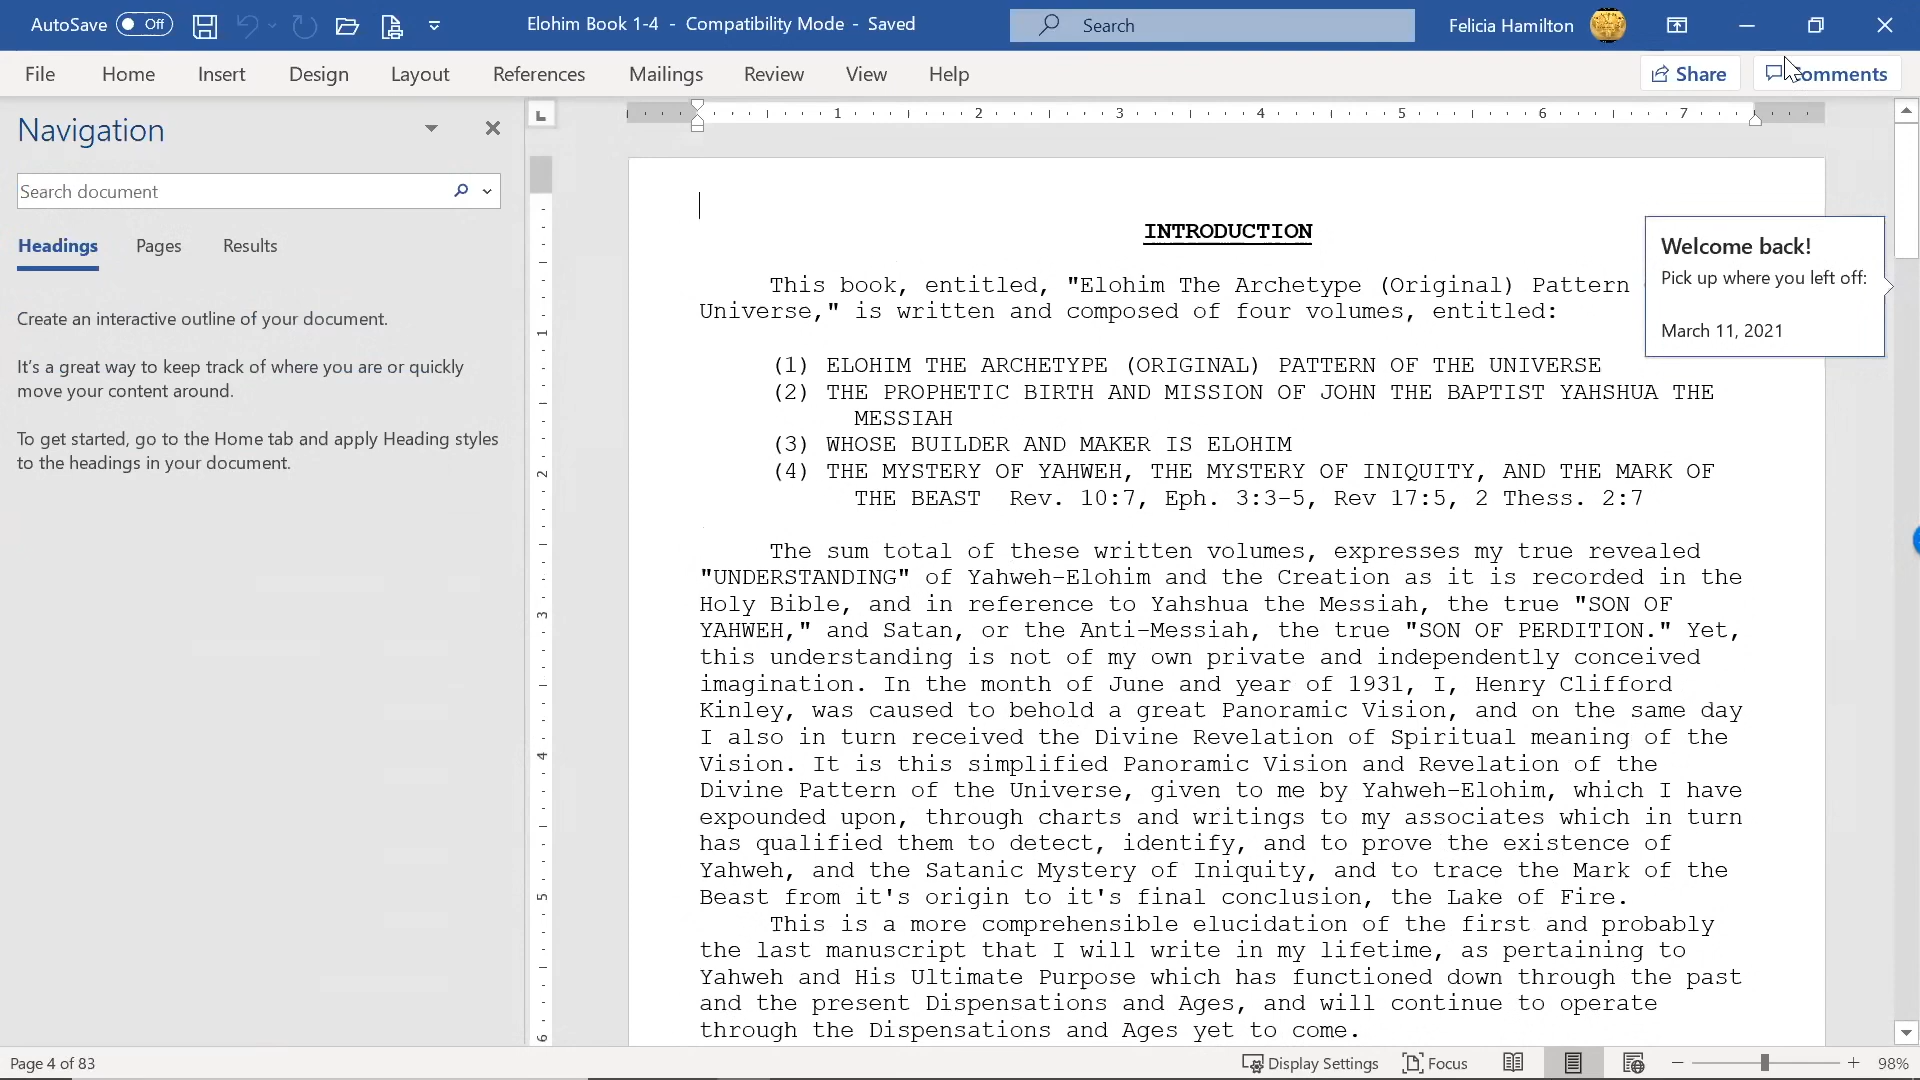 AutoSave Off
Elohim Book 1-4 - Compatibility Mode - Saved
Search
Felicia Hamilton
File Home Insert Design Layout References Mailings Review View Help
Share
Navigation
Search document
Headings Pages Results
Create an interactive outline of your document.
It's a great way to keep track of where you are or quickly
move your content around.
To get started, go to the Home tab and apply Heading styles
to the headings in your document.
L
1 2 3 4 5 6 7
1
2
3
4
5
6
INTRODUCTION
This book, entitled, "Elohim The Archetype (Original) Pattern
Universe," is written and composed of four volumes, entitled:
(1) ELOHIM THE ARCHETYPE (ORIGINAL) PATTERN OF THE UNIVERSE
(2) THE PROPHETIC BIRTH AND MISSION OF JOHN THE BAPTIST YAHSHUA THE
MESSIAH
(3) WHOSE BUILDER AND MAKER IS ELOHIM
(4) THE MYSTERY OF YAHWEH, THE MYSTERY OF INIQUITY, AND THE MARK OF
THE BEAST Rev. 10:7, Eph. 3:3-5, Rev 17:5, 2 Thess. 2:7
The sum total of these written volumes, expresses my true revealed
"UNDERSTANDING" of Yahweh-Elohim and the Creation as it is recorded in the
Holy Bible, and in reference to Yahshua the Messiah, the true "SON OF
YAHWEH," and Satan, or the Anti-Messiah, the true "SON OF PERDITION." Yet,
this understanding is not of my own private and independently conceived
imagination. In the month of June and year of 1931, I, Henry Clifford
Kinley, was caused to behold a great Panoramic Vision, and on the same day
I also in turn received the Divine Revelation of Spiritual meaning of the
Vision. It is this simplified Panoramic Vision and Revelation of the
Divine Pattern of the Universe, given to me by Yahweh-Elohim, which I have
expounded upon, through charts and writings to my associates which in turn
has qualified them to detect, identify, and to prove the existence of
Yahweh, and the Satanic Mystery of Iniquity, and to trace the Mark of the
Beast from it's origin to it's final conclusion, the Lake of Fire.
This is a more comprehensible elucidation of the first and probably
the last manuscript that I will write in my lifetime, as pertaining to
Yahweh and His Ultimate Purpose which has functioned down through the past
and the present Dispensations and Ages, and will continue to operate
through the Dispensations and Ages yet to come.
Welcome back!
Pick up where you left off:
March 11, 2021
Page 4 of 83
Display Settings Focus
98%